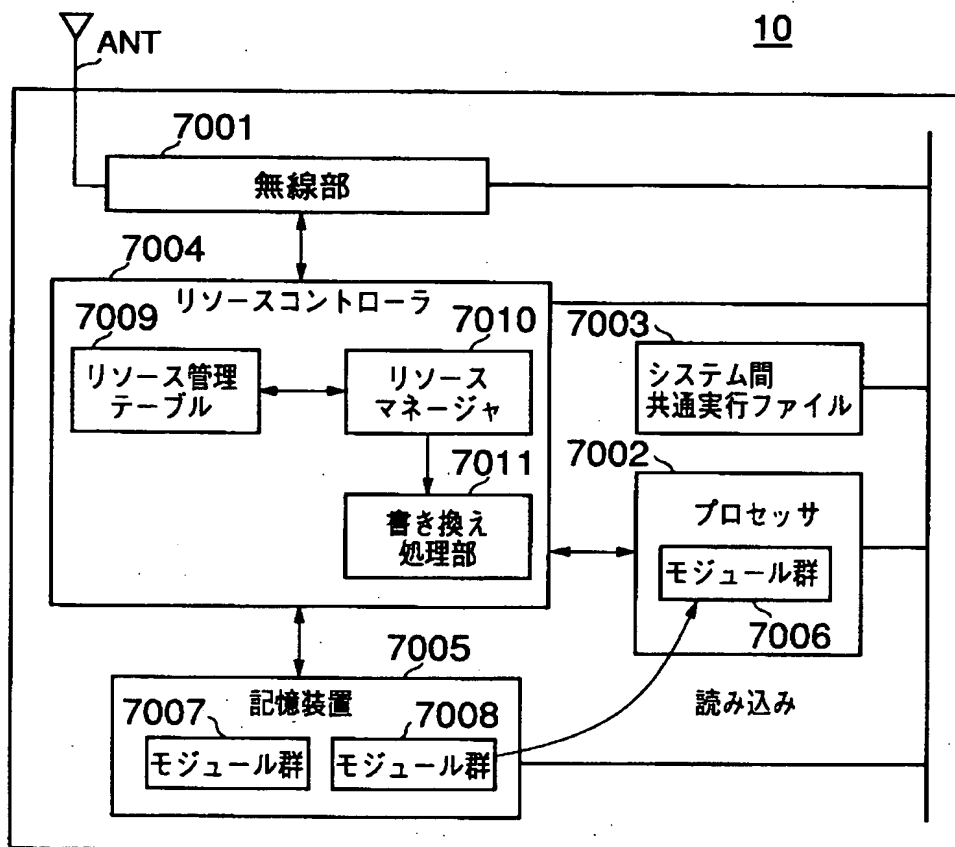 ANT
10
7001
無線部
7004
リソースコントローラ
7009
リソース管理
テーブル
7010
リソース
マネージャ
7011
書き換え
処理部
7003
システム間
共通実行ファイル
7002
プロセッサ
モジュール群
7006
7005
記憶装置
7007
モジュール群
7008
モジュール群
読み込み